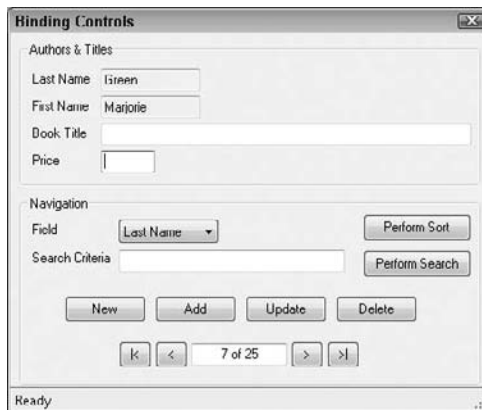 Binding Controls
Authors & Titles
Last Name Green
First Name Marjorie
Book Title
Price
Navigation
Field Last Name Perform Sort
Search Criteria Perform Search
New Add Update Delete
|< < 7 of 25 > >|
Ready